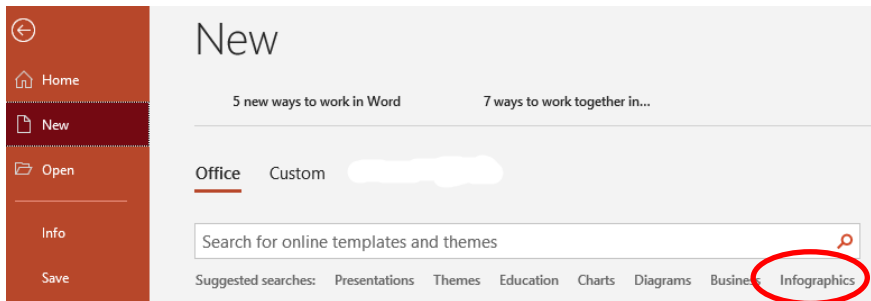 New
Home
New
Open
Info
Save
5 new ways to work in Word
7 ways to work together in...
Office
Custom
Search for online templates and themes
Suggested searches: Presentations Themes Education Charts Diagrams Business Infographics